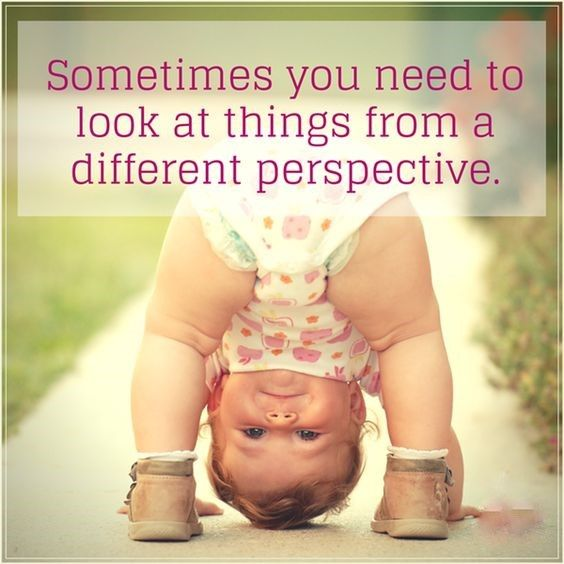 Sometimes you need to
look at things from a
different perspective.